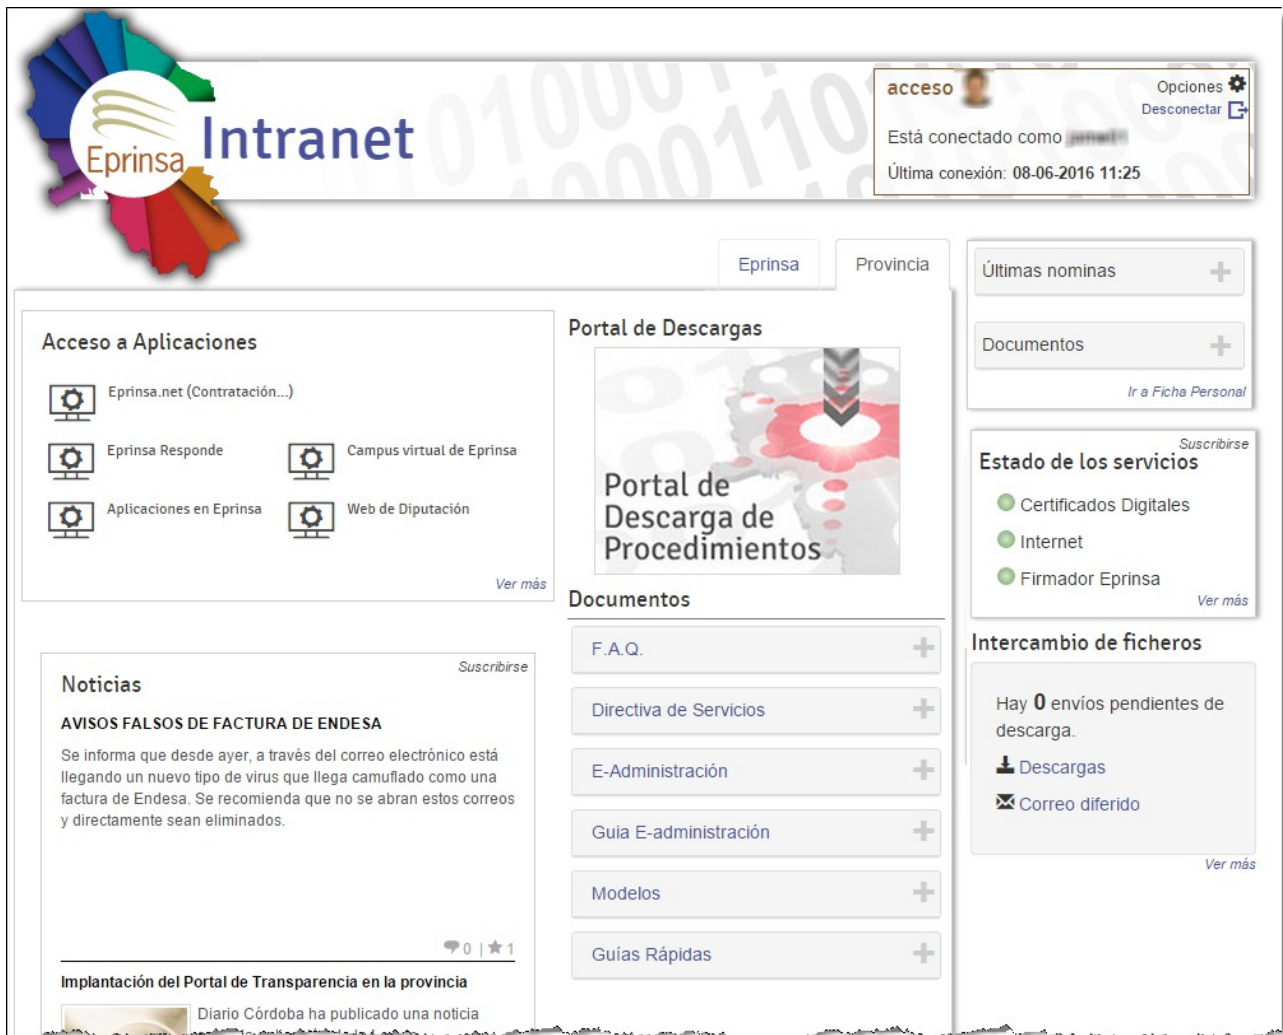 Eprinsa
Intranet
acceso
Opciones
Desconectar
Está conectado como
Última conexión: 08-06-2016 11:25
Eprinsa
Provincia
Acceso a Aplicaciones
Eprinsa.net (Contratación...)
Eprinsa Responde
Campus virtual de Eprinsa
Aplicaciones en Eprinsa
Web de Diputación
Ver más
Suscribirse
Noticias
AVISOS FALSOS DE FACTURA DE ENDESA
Se informa que desde ayer, a través del correo electrónico está
llegando un nuevo tipo de virus que llega camuflado como una
factura de Endesa. Se recomienda que no se abran estos correos
y directamente sean eliminados.
0 | 1
Implantación del Portal de Transparencia en la provincia
Diario Córdoba ha publicado una noticia
Portal de Descargas
Portal de
Descarga de
Procedimientos
Documentos
F.A.Q.
Directiva de Servicios
E-Administración
Guia E-administración
Modelos
Guías Rápidas
Últimas nominas
Documentos
Ir a Ficha Personal
Suscribirse
Estado de los servicios
Certificados Digitales
Internet
Firmador Eprinsa
Ver más
Intercambio de ficheros
Hay 0 envíos pendientes de
descarga.
Descargas
Correo diferido
Ver más